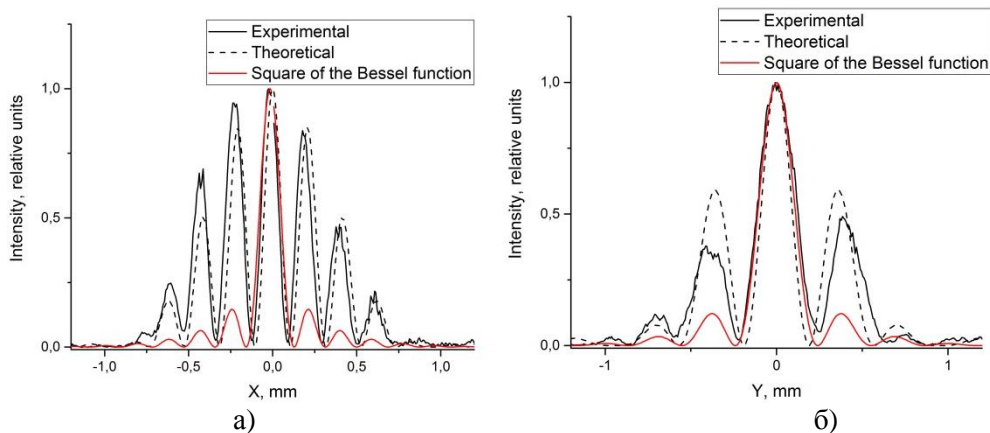 Experimental
Theoretical
Square of the Bessel function
1,0
0,5
0,0
Intensity, relative units
-1,0
-0,5
0,0
0,5
1,0
X, mm
а)
Experimental
Theoretical
Square of the Bessel function
1,0
0,5
0,0
Intensity, relative units
-1
0
1
Y, mm
б)